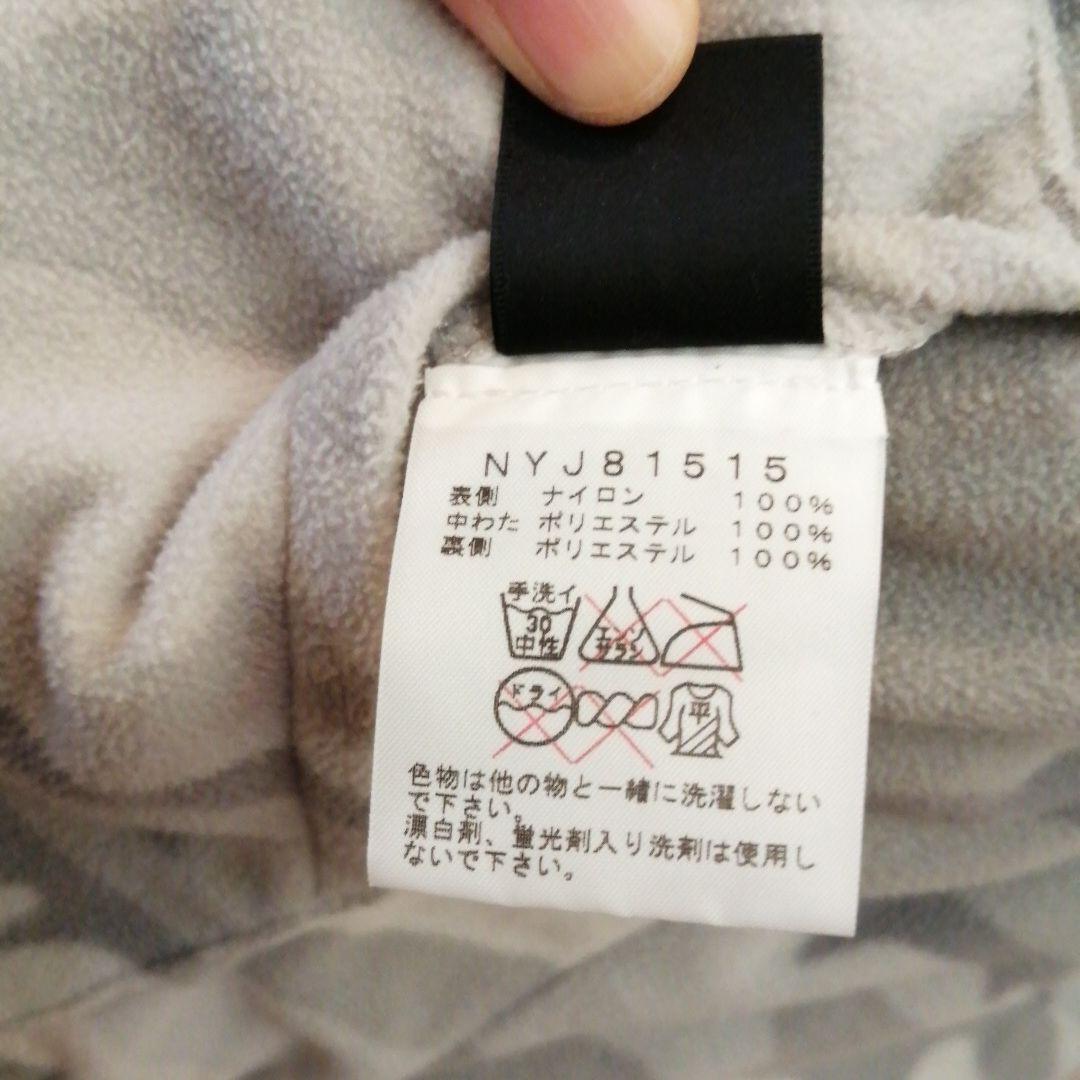 NYJ81515
表側 ナイロン 100%
中わた ポリエステル 100%
裏側 ポリエステル 100%
手洗イ
30
中性
エンソ
サラシ
ドライ
平
色物は他の物と一緒に洗濯しない
で下さい。
漂白剤、蛍光剤入り洗剤は使用し
ないで下さい。